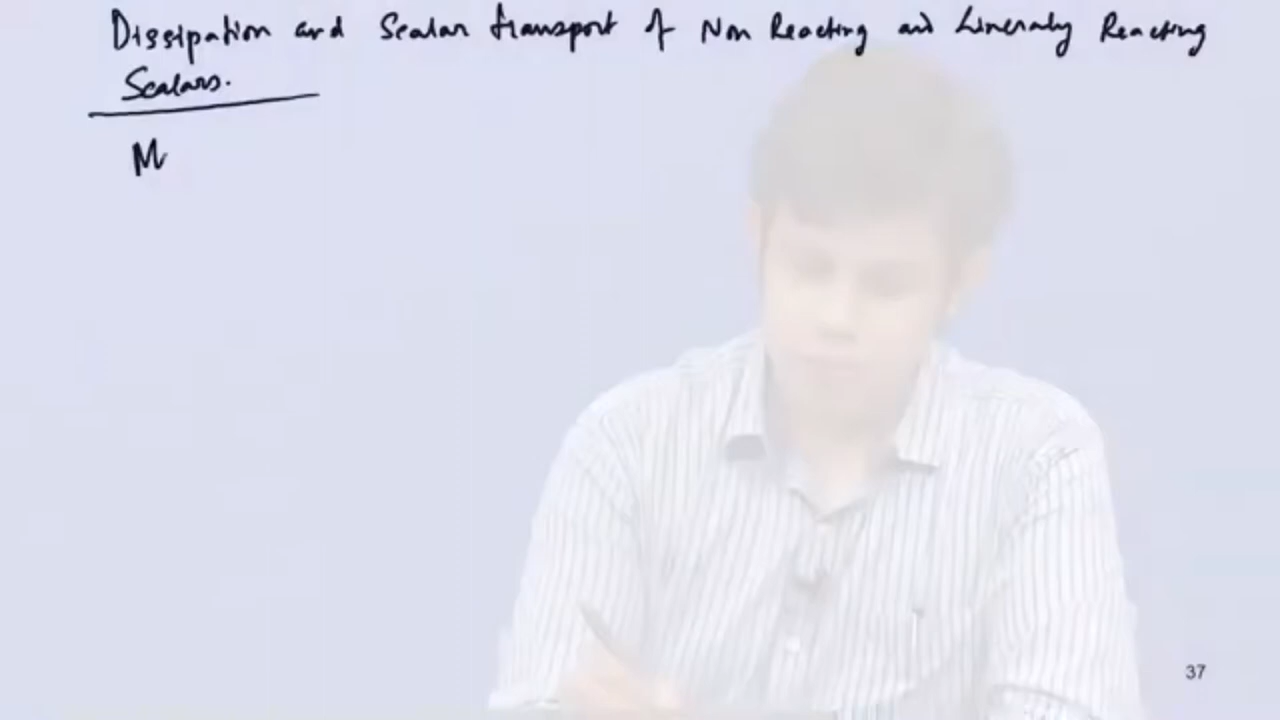 Dissipation and Scalar transport of Non Reacting and Linearly Reacting
Scalars.
M
37